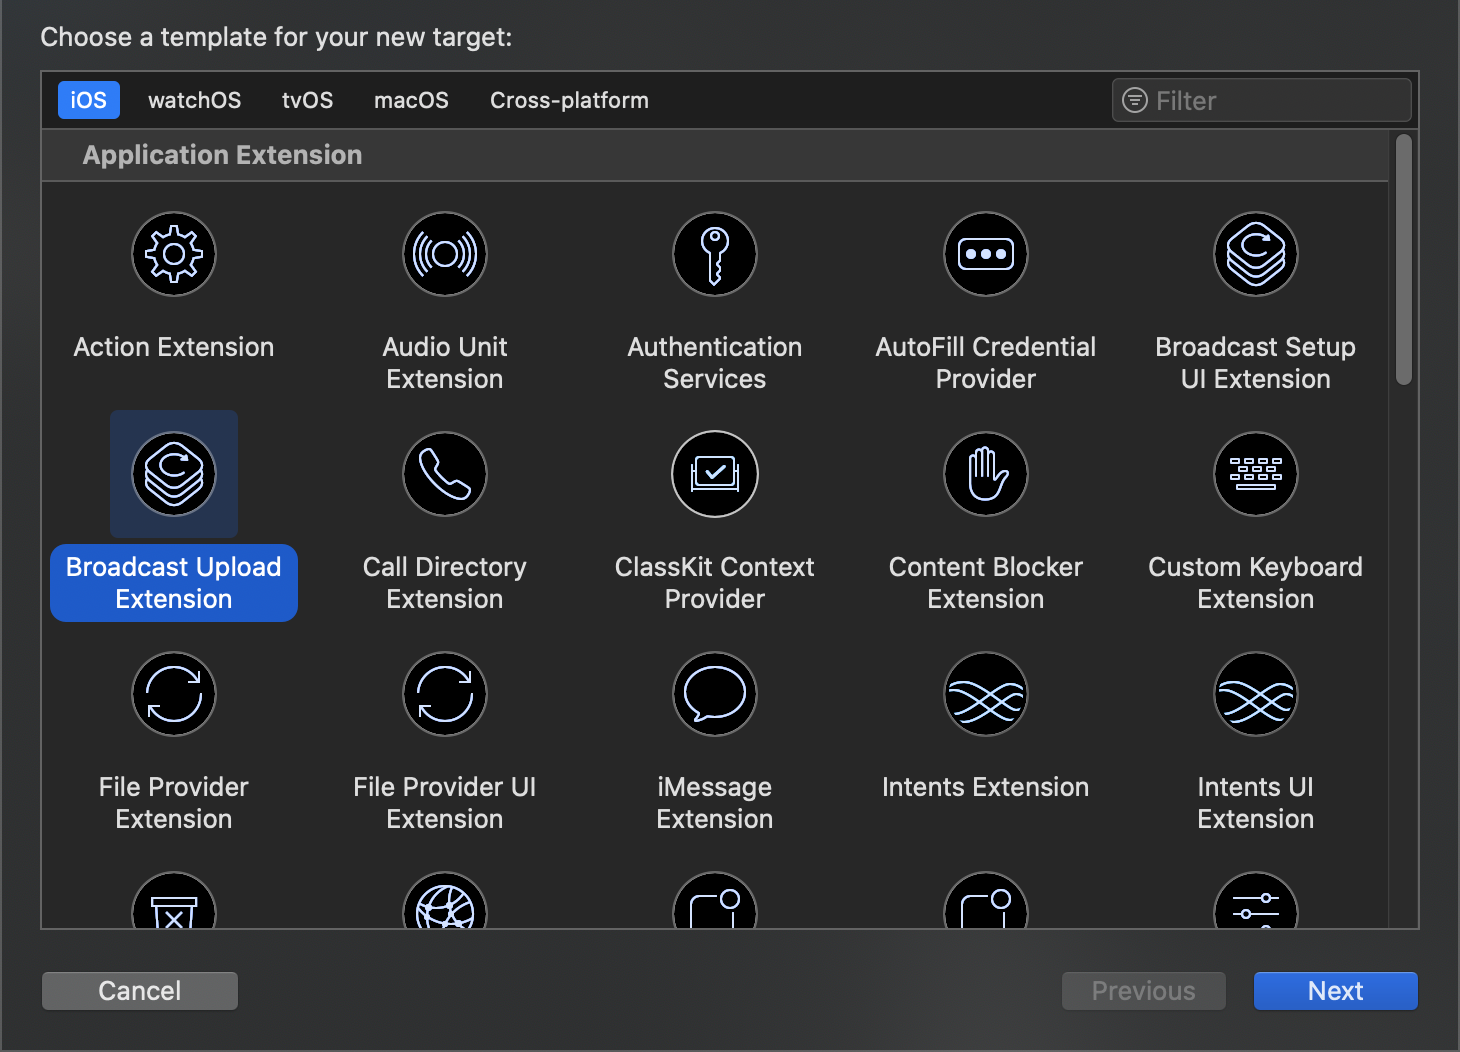 Choose a template for your new target:
iOS watchOS tvOS macOS Cross-platform Filter
Application Extension
Action Extension
Audio Unit
Extension
Authentication
Services
AutoFill Credential
Provider
Broadcast Setup
UI Extension
Broadcast Upload
Extension
Call Directory
Extension
ClassKit Context
Provider
Content Blocker
Extension
Custom Keyboard
Extension
File Provider
Extension
File Provider UI
Extension
iMessage
Extension
Intents Extension
Intents UI
Extension
Cancel Previous Next